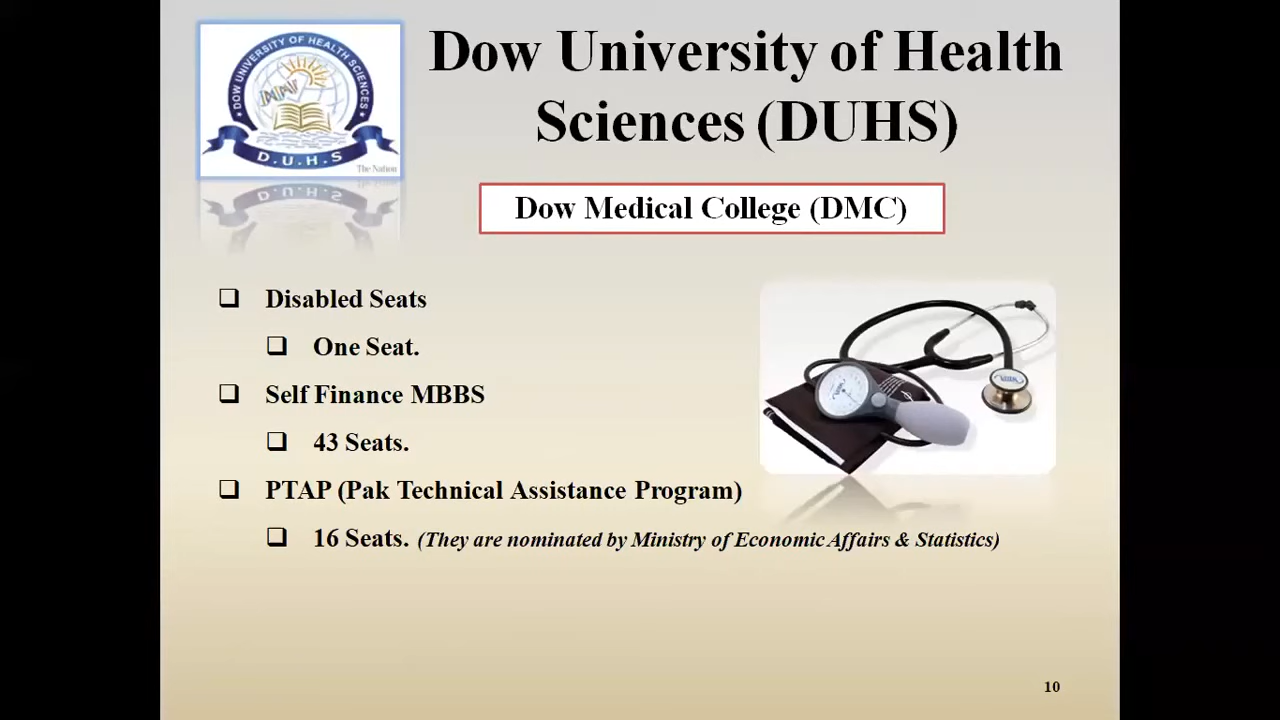 DOW UNIVERSITY OF HEALTH SCIENCES
D.U.H.S
The Nation
Dow University of Health
Sciences (DUHS)
Dow Medical College (DMC)
Disabled Seats
One Seat.
Self Finance MBBS
43 Seats.
PTAP (Pak Technical Assistance Program)
16 Seats. (They are nominated by Ministry of Economic Affairs & Statistics)
10